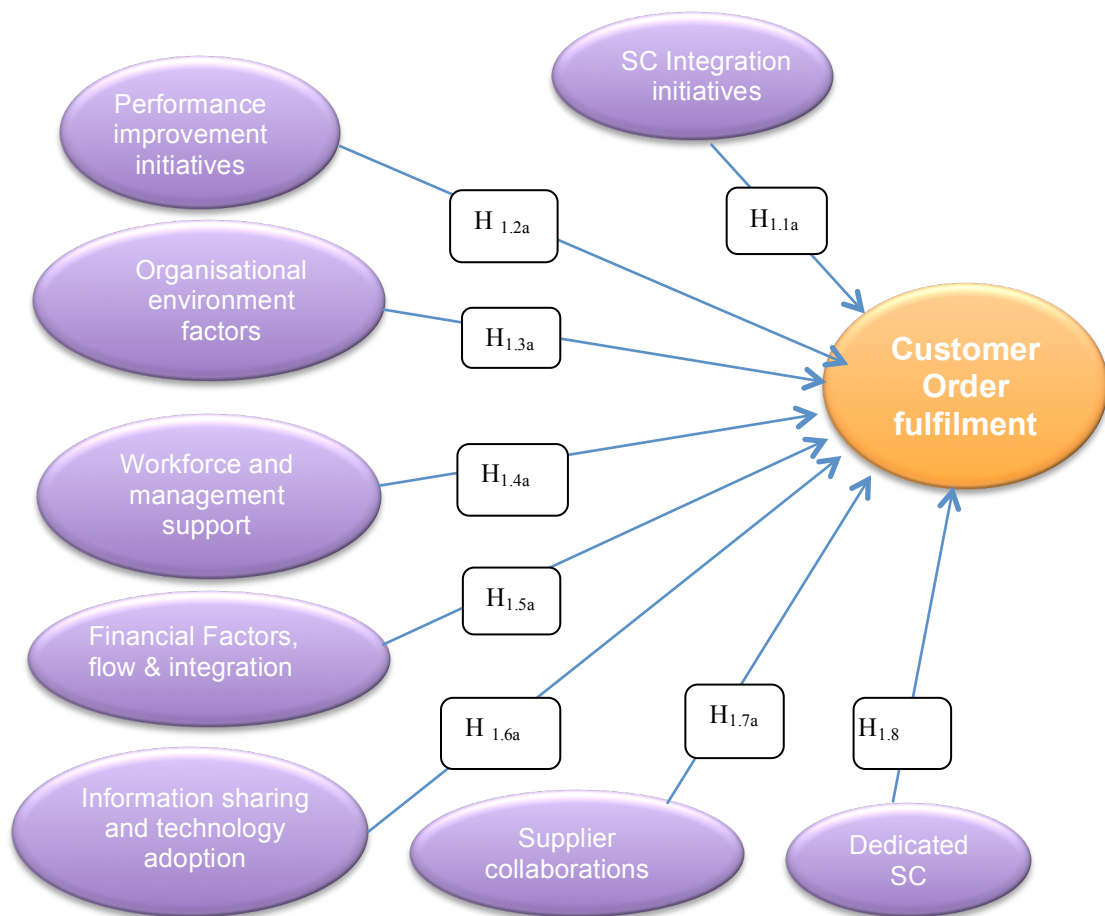 SC Integration
initiatives
Performance
improvement
initiatives
H 1.2a
H1.1a
Organisational
environment
factors
H1.3a
Customer
Order
fulfilment
Workforce and
management
support
H1.4a
H1.5a
Financial Factors,
flow & integration
H 1.6a
H1.7a
H1.8
Information sharing
and technology
adoption
Supplier
collaborations
Dedicated
SC